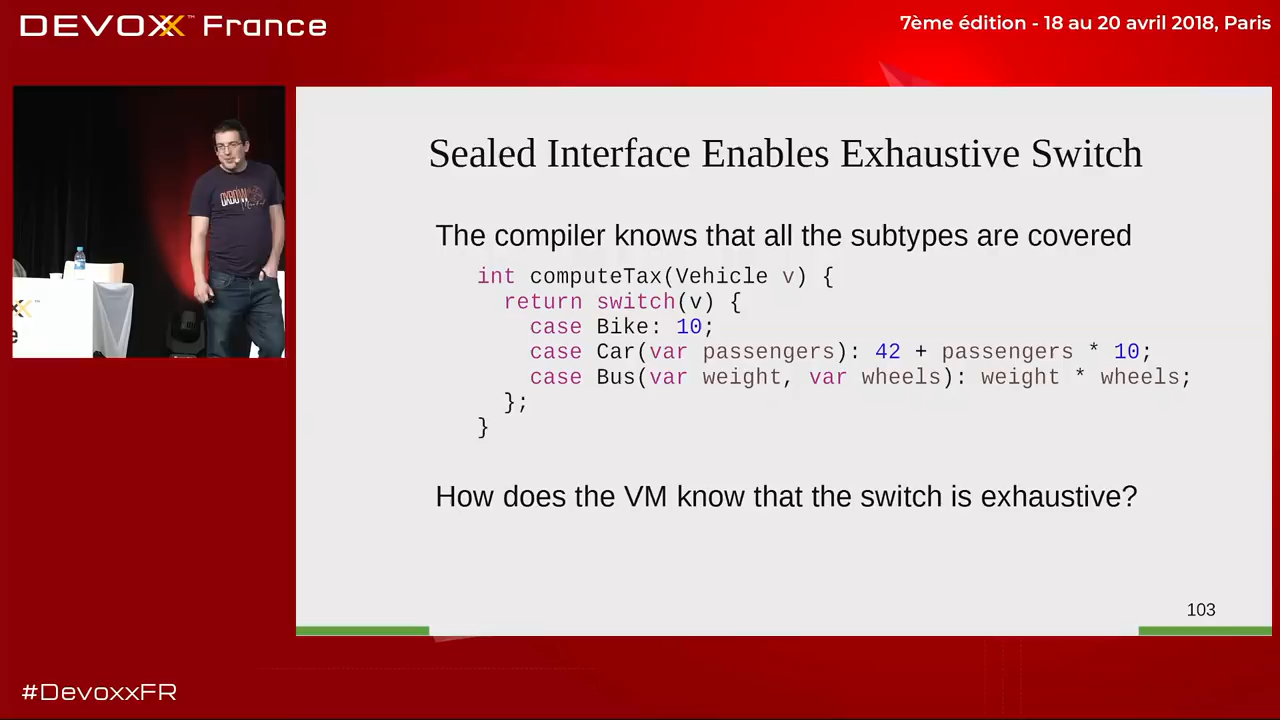 DEVOXX™ France
7ème édition - 18 au 20 avril 2018, Paris
OXBOW
Sealed Interface Enables Exhaustive Switch
The compiler knows that all the subtypes are covered
int computeTax(Vehicle v) {
return switch(v) {
case Bike: 10;
case Car(var passengers): 42 + passengers * 10;
case Bus(var weight, var wheels): weight * wheels;
};
}
How does the VM know that the switch is exhaustive?
103
#DevoxxFR